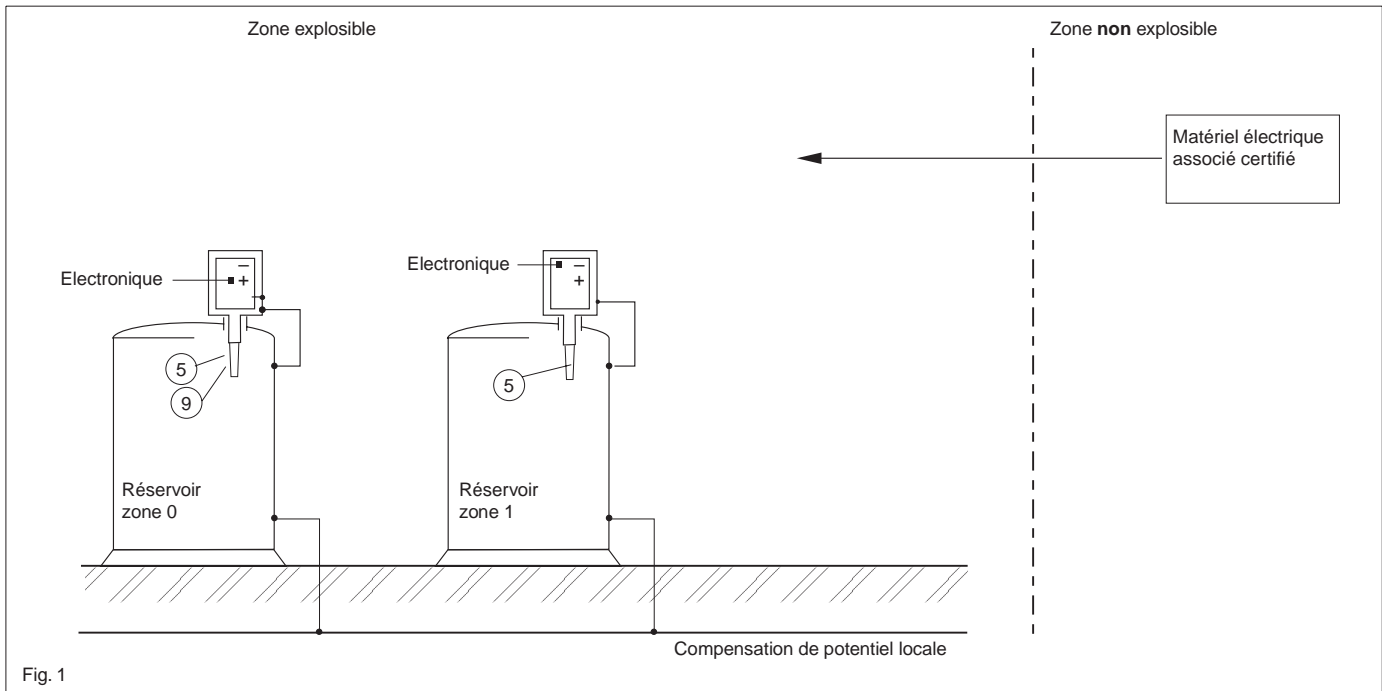 Zone explosible
Zone non explosible
Matériel électrique
associé certifié
Electronique
− +
Electronique
− +
5
9
5
Réservoir
zone 0
Réservoir
zone 1
Compensation de potentiel locale
Fig. 1